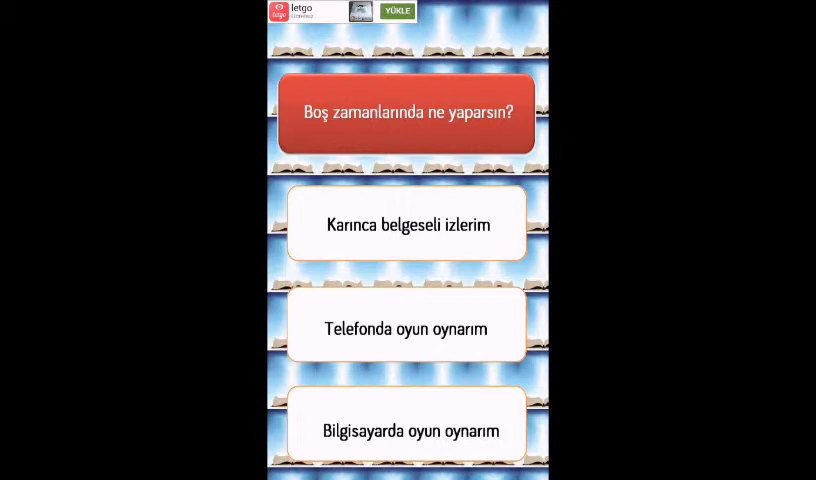 letgo
YÜKLE
Boş zamanlarında ne yaparsın?
Karınca belgeseli izlerim
Telefonda oyun oynarım
Bilgisayarda oyun oynarım